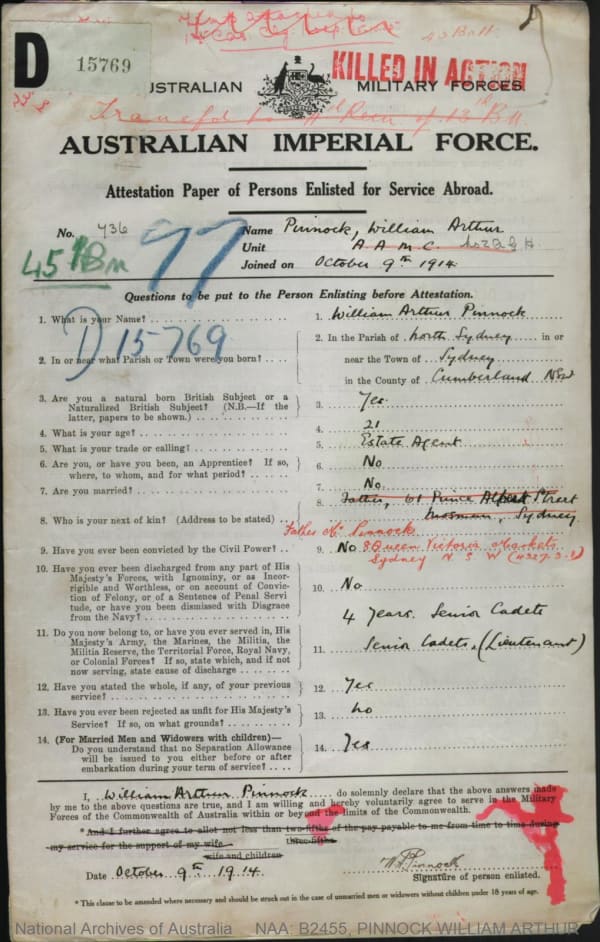 D
15769
KILLED IN ACTION
AUSTRALIAN MILITARY FORCES
Transf'd to Rein of 13th Bn
AUSTRALIAN IMPERIAL FORCE.
Attestation Paper of Persons Enlisted for Service Abroad.
No. 736 Name Pinnock, William Arthur
77
45th Bn
Unit A.A.M.C.
Joined on October 9th 1914
Questions to be put to the Person Enlisting before Attestation.
D 15769
1. What is your Name? 1. William Arthur Pinnock
2. In or near what Parish or Town were you born? 2. In the Parish of North Sydney in or
near the Town of Sydney
in the County of Cumberland NSW
3. Are you a natural born British Subject or a
Naturalized British Subject? (N.B.—If the
latter, papers to be shown.) 3. Yes
4. What is your age? 4. 21
5. What is your trade or calling? 5. Estate Agent
6. Are you, or have you been, an Apprentice? If so,
where, to whom, and for what period? 6. No
7. Are you married? 7. No
8. Who is your next of kin? (Address to be stated) 8. Father, 61 Prince Albert Street
Mosman, Sydney
Father Mr Pinnock
8 Queen Victoria Markets
Sydney N S W
9. Have you ever been convicted by the Civil Power? 9. No
10. Have you ever been discharged from any part of His
Majesty's Forces, with Ignominy, or as Incor-
rigible and Worthless, or on account of Convic-
tion of Felony, or of a Sentence of Penal Servi
tude, or have you been dismissed with Disgrace
from the Navy? 10. No
11. Do you now belong to, or have you ever served in, His
Majesty's Army, the Marines, the Militia, the
Militia Reserve, the Territorial Force, Royal Navy,
or Colonial Forces? If so, state which, and if not
now serving, state cause of discharge 11. 4 years. Senior Cadets
Senior Cadets, (Lieutenant)
12. Have you stated the whole, if any, of your previous
service? 12. Yes
13. Have you ever been rejected as unfit for His Majesty's
Service? If so, on what grounds? 13. No
14. (For Married Men and Widowers with children)—
Do you understand that no Separation Allowance
will be issued to you either before or after
embarkation during your term of service? 14. Yes
I, William Arthur Pinnock do solemnly declare that the above answers made
by me to the above questions are true, and I am willing and hereby voluntarily agree to serve in the Military
Forces of the Commonwealth of Australia within or beyond the limits of the Commonwealth.
*And I further agree to allot not less than two-fifths of the pay payable to me from time to time during
three-fifths
my service for the support of my wife
wife and children
Date October 9th 1914. W A Pinnock
Signature of person enlisted.
* This clause to be amended where necessary and should be struck out in the case of unmarried men or widowers without children under 18 years of age.
National Archives of Australia NAA: B2455, PINNOCK WILLIAM ARTHUR